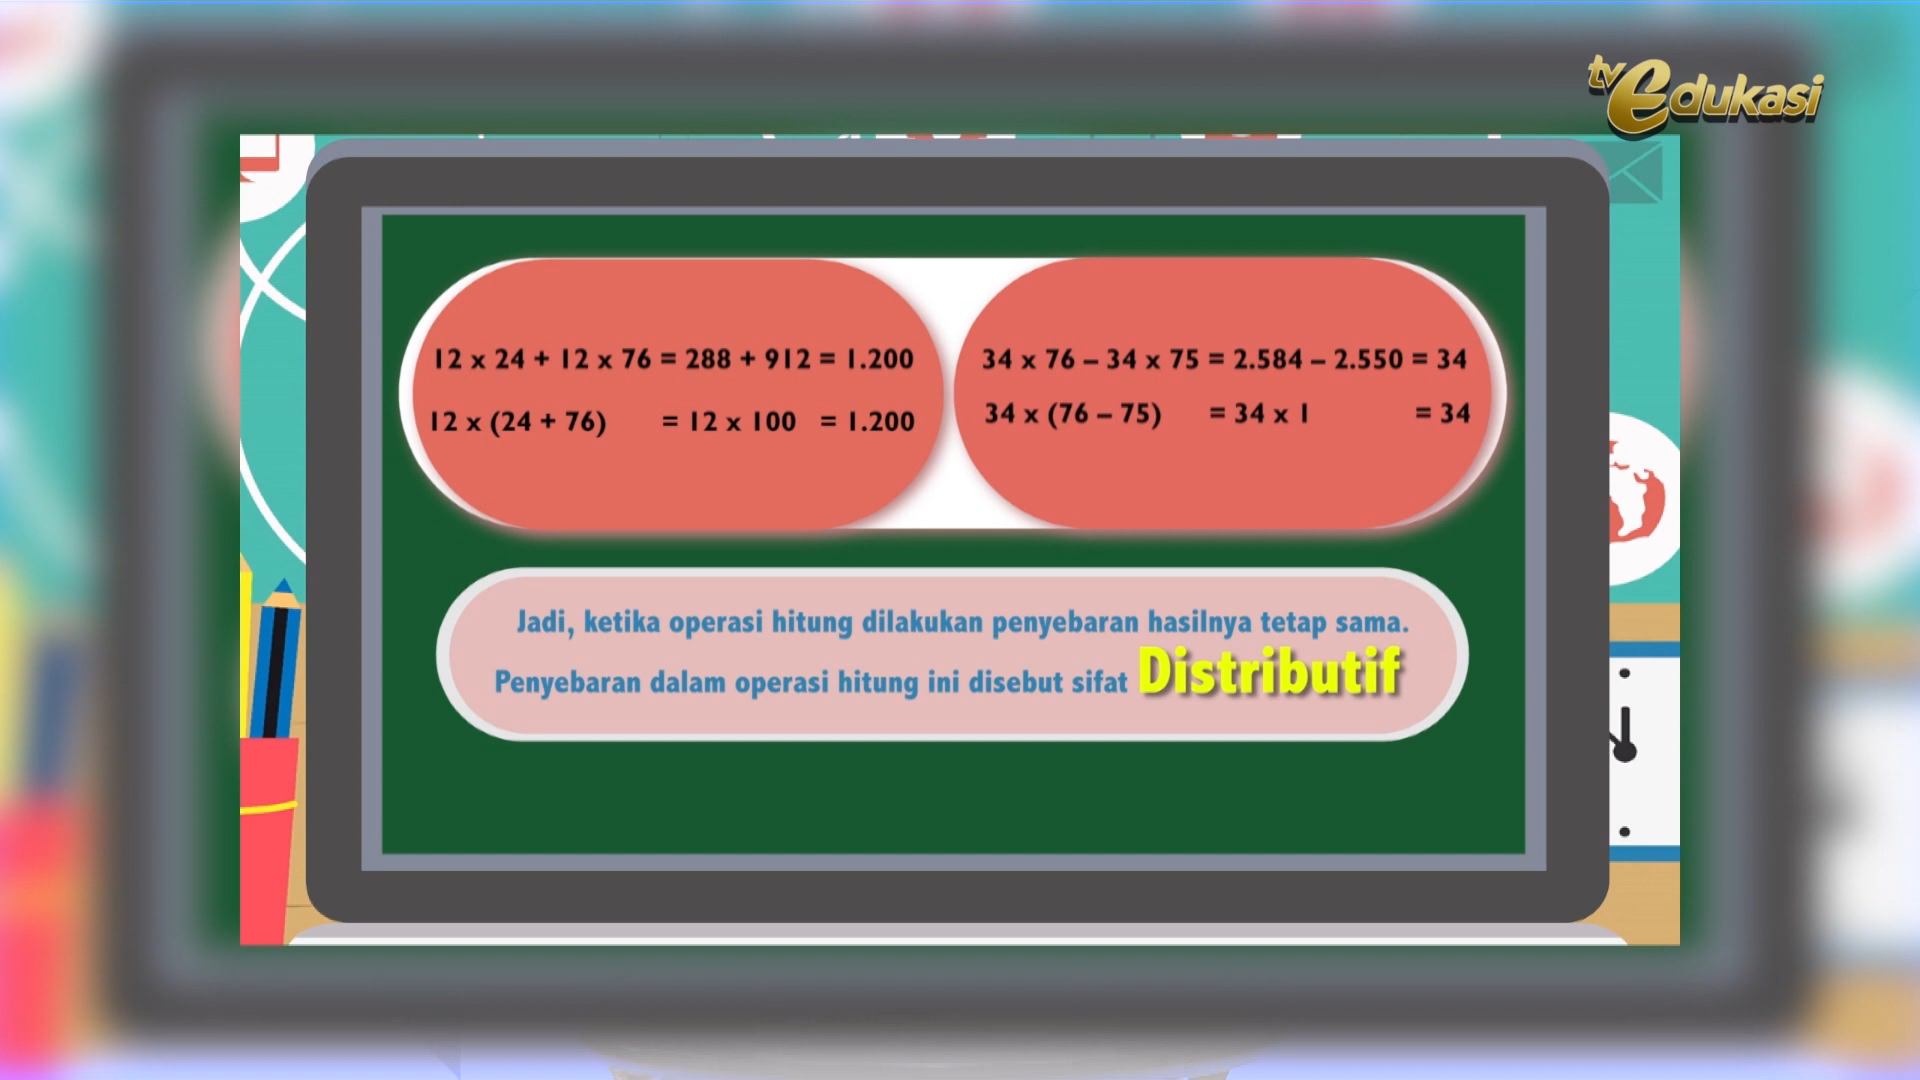 tv edukasi
12 x 24 + 12 x 76 = 288 + 912 = 1.200
12 x (24 + 76) = 12 x 100 = 1.200
34 x 76 – 34 x 75 = 2.584 – 2.550 = 34
34 x (76 – 75) = 34 x 1 = 34
Jadi, ketika operasi hitung dilakukan penyebaran hasilnya tetap sama.
Penyebaran dalam operasi hitung ini disebut sifat Distributif